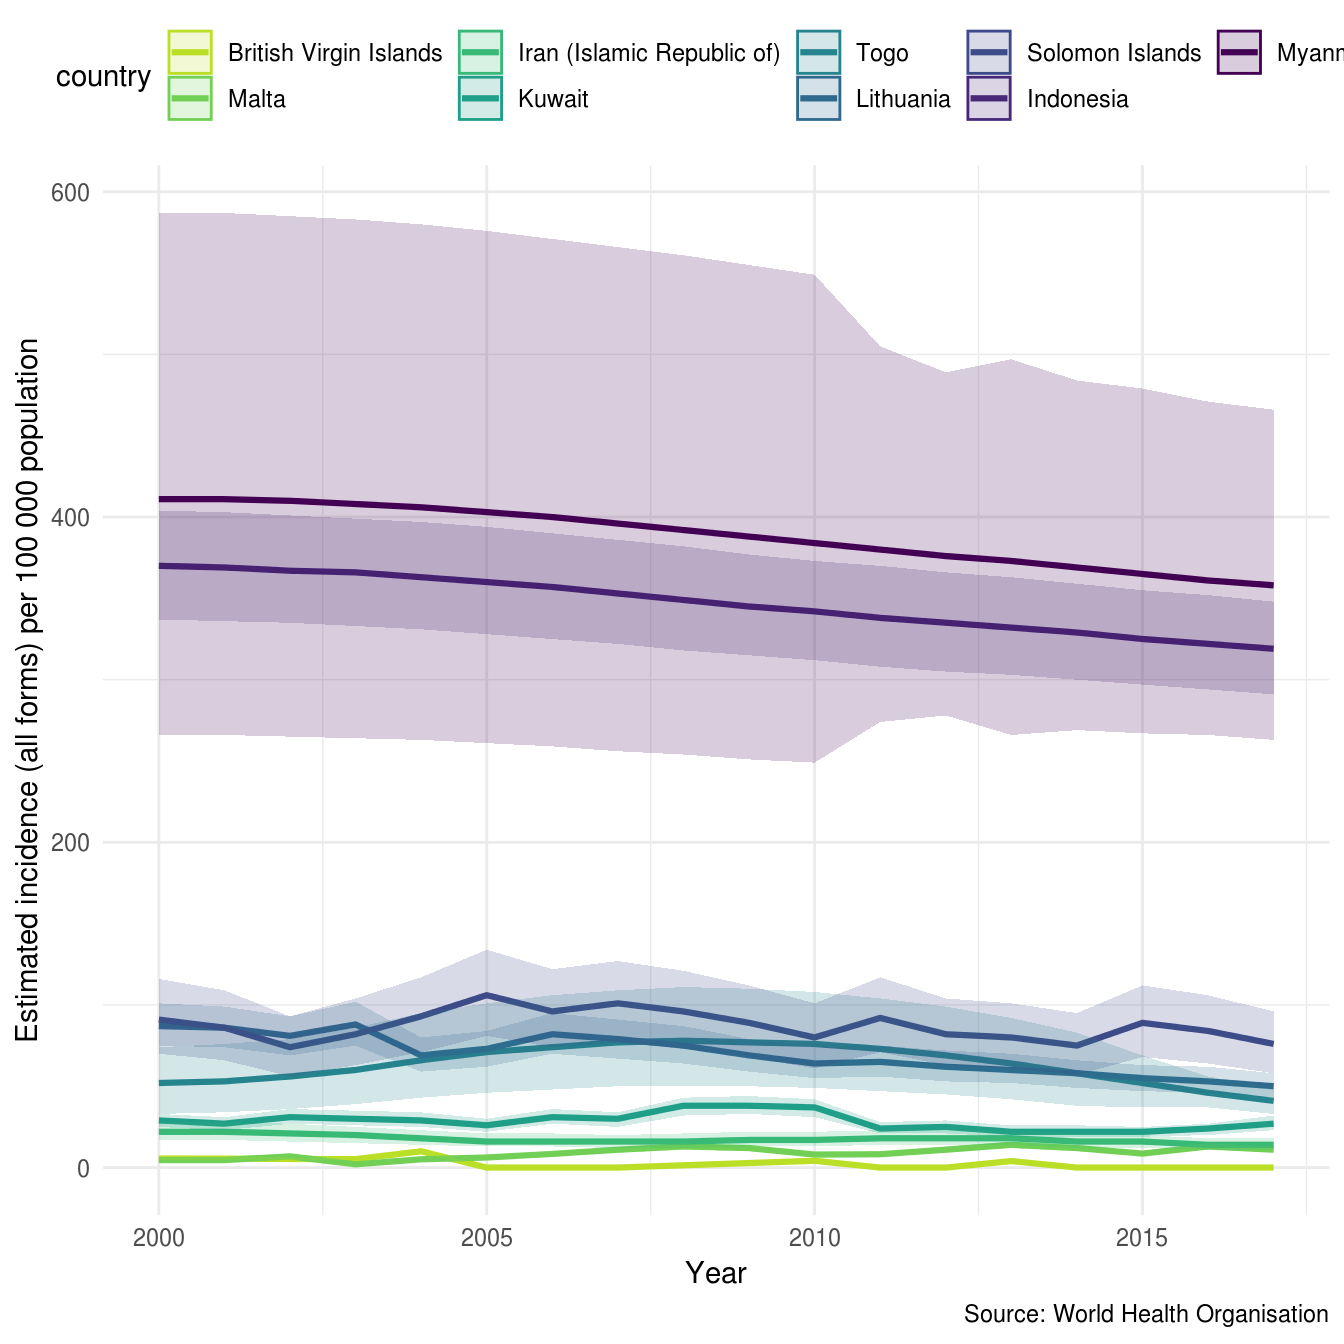 country
British Virgin Islands
Iran (Islamic Republic of)
Togo
Solomon Islands
Myanm
Malta
Kuwait
Lithuania
Indonesia
Estimated incidence (all forms) per 100 000 population
600
400
200
0
2000
2005
2010
2015
Year
Source: World Health Organisation